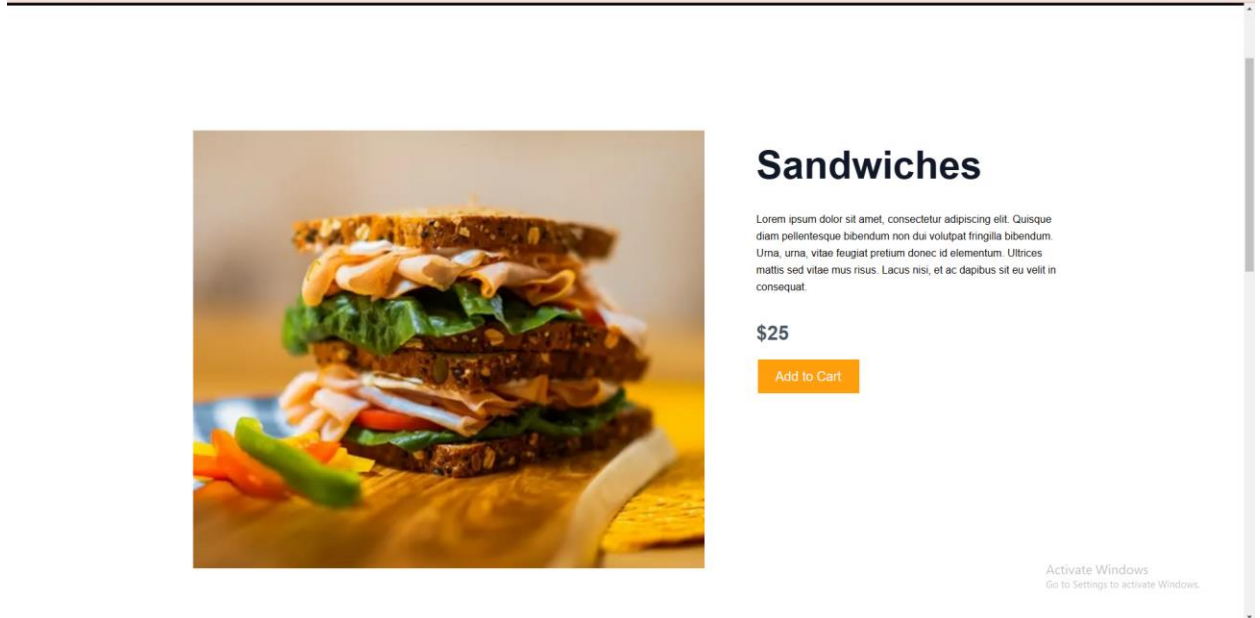 Sandwiches
Lorem ipsum dolor sit amet, consectetur adipiscing elit. Quisque
diam pellentesque bibendum non dui volutpat fringilla bibendum.
Urna, urna, vitae feugiat pretium donec id elementum. Ultrices
mattis sed vitae mus risus. Lacus nisi, et ac dapibus sit eu velit in
consequat.
$25
Add to Cart
Activate Windows
Go to Settings to activate Windows.